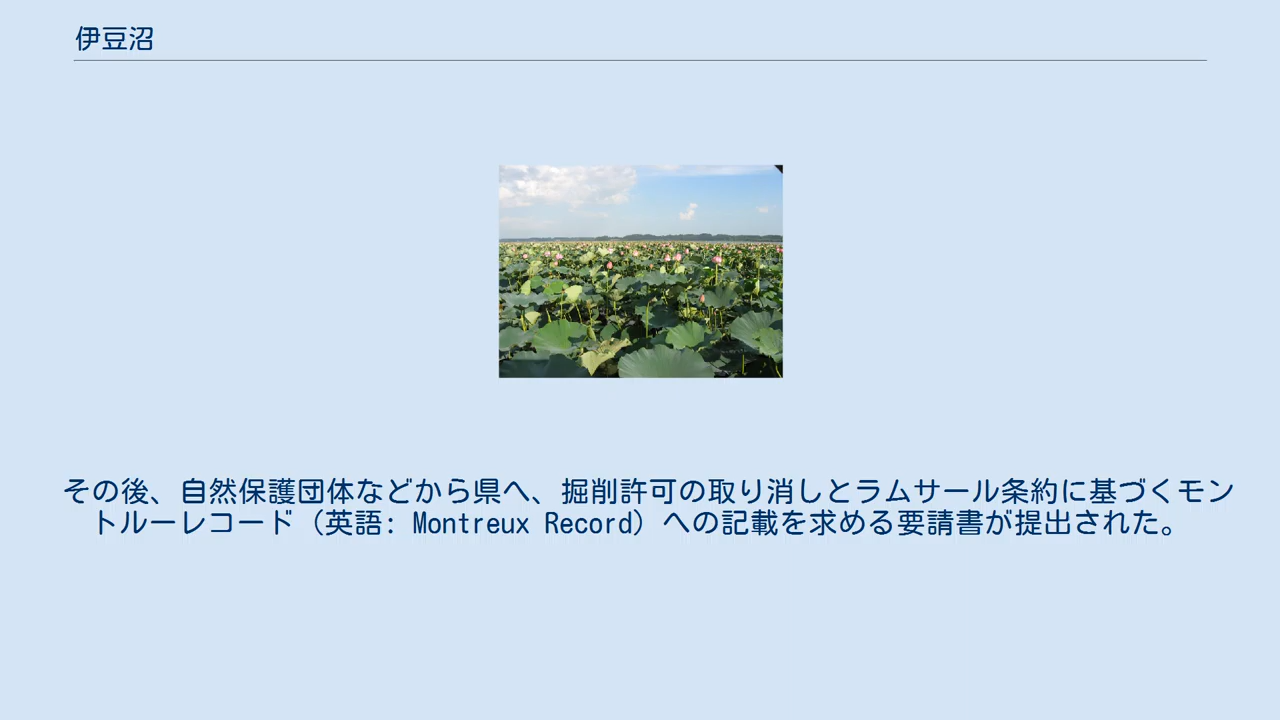 伊豆沼
その後、自然保護団体などから県へ、掘削許可の取り消しとラムサール条約に基づくモン
トルーレコード（英語: Montreux Record）への記載を求める要請書が提出された。